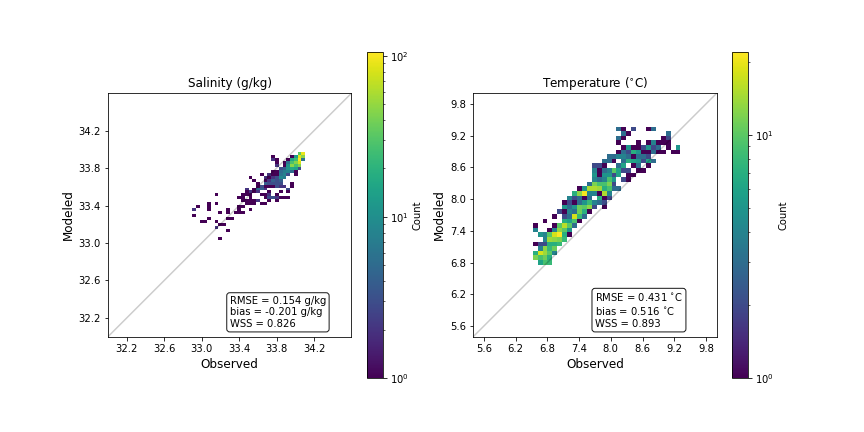 Salinity (g/kg)
Modeled
34.2
33.8
33.4
33.0
32.6
32.2
RMSE = 0.154 g/kg
bias = -0.201 g/kg
WSS = 0.826
32.2 32.6 33.0 33.4 33.8 34.2
Observed
10²
10¹
10⁰
Count
Temperature (°C)
Modeled
9.8
9.2
8.6
8.0
7.4
6.8
6.2
5.6
RMSE = 0.431 °C
bias = 0.516 °C
WSS = 0.893
5.6 6.2 6.8 7.4 8.0 8.6 9.2 9.8
Observed
10¹
10⁰
Count